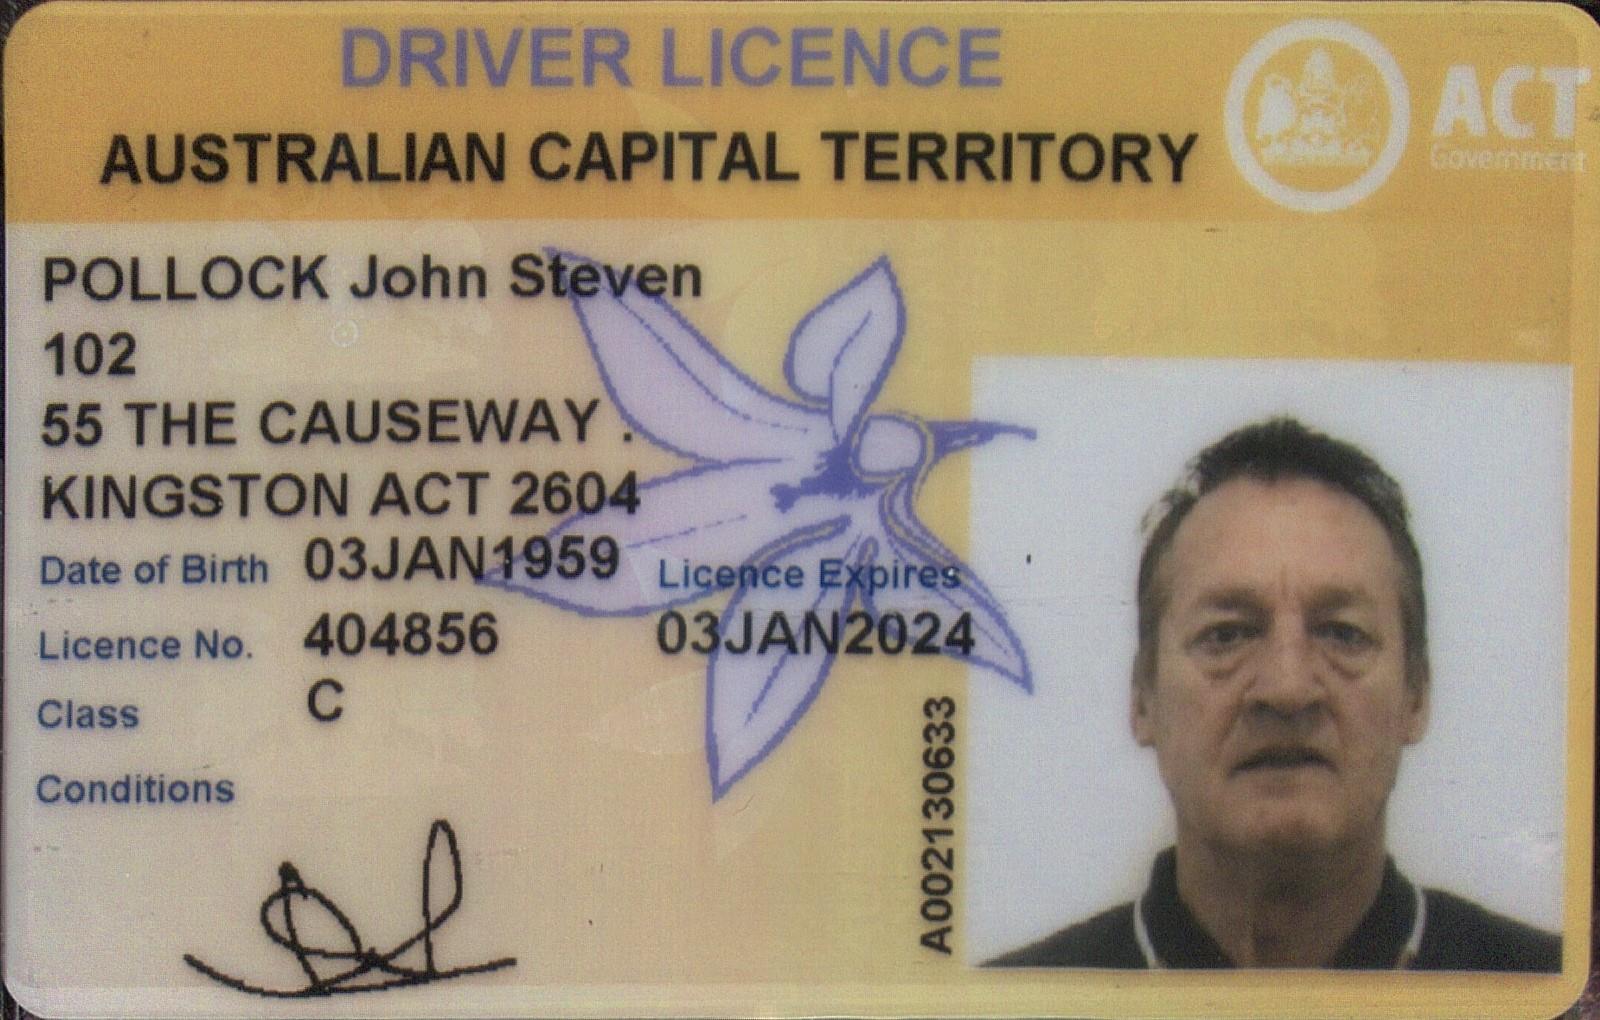 DRIVER LICENCE
AUSTRALIAN CAPITAL TERRITORY
ACT
Government
POLLOCK John Steven
102
55 THE CAUSEWAY .
KINGSTON ACT 2604
Date of Birth 03JAN1959
Licence Expires
Licence No. 404856
03JAN2024
Class C
Conditions
A002130633